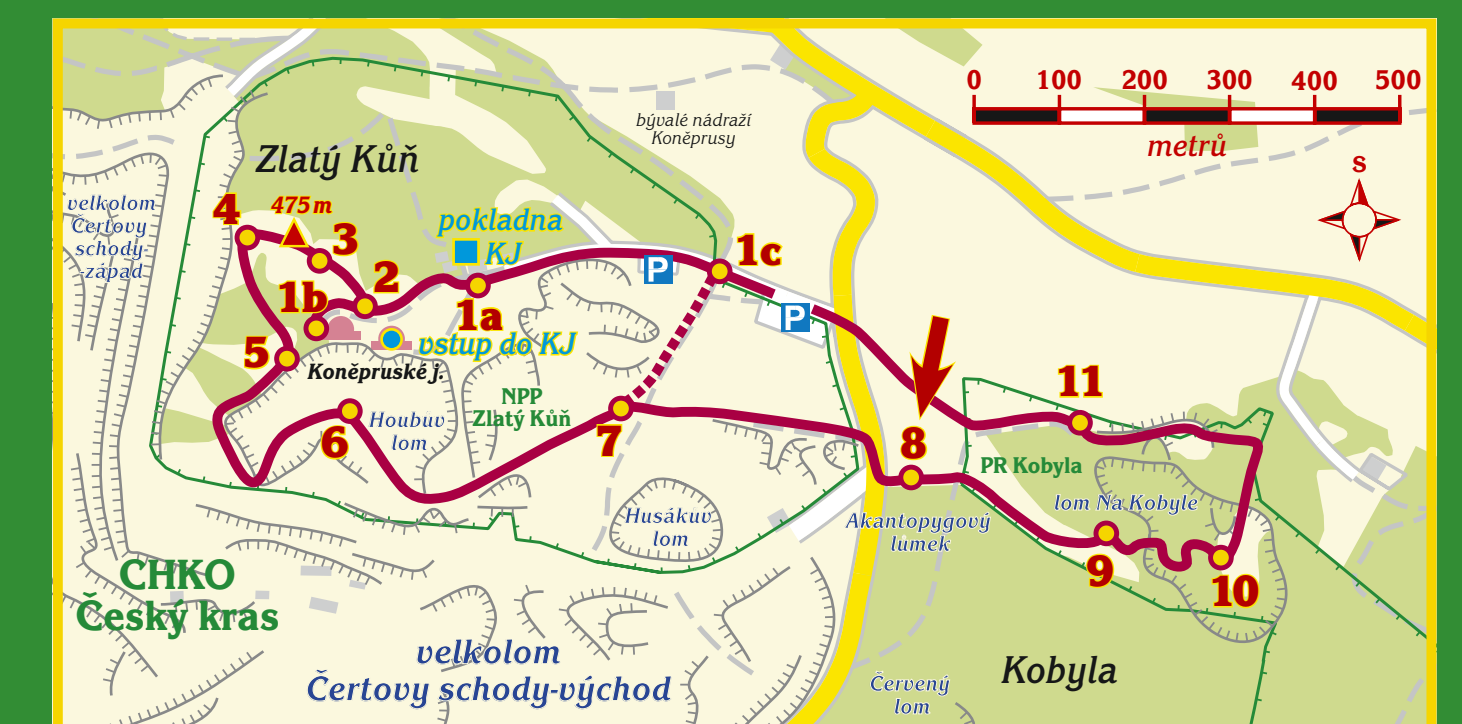 0 100 200 300 400 500
metrů
S
bývalé nádraží
Koněprusy
Zlatý Kůň
475 m
velkolom
Čertovy
schody-
-západ
4
3
2
1b
pokladna
KJ
1a
P
1c
P
vstup do KJ
5
Koněpruské j.
NPP
Zlatý Kůň
Houbuv
lom
6
7
8
11
PR Kobyla
lom Na Kobyle
Akantopygový
lumek
Husákuv
lom
9
10
CHKO
Český kras
velkolom
Čertovy schody-východ
Kobyla
Červený
lom